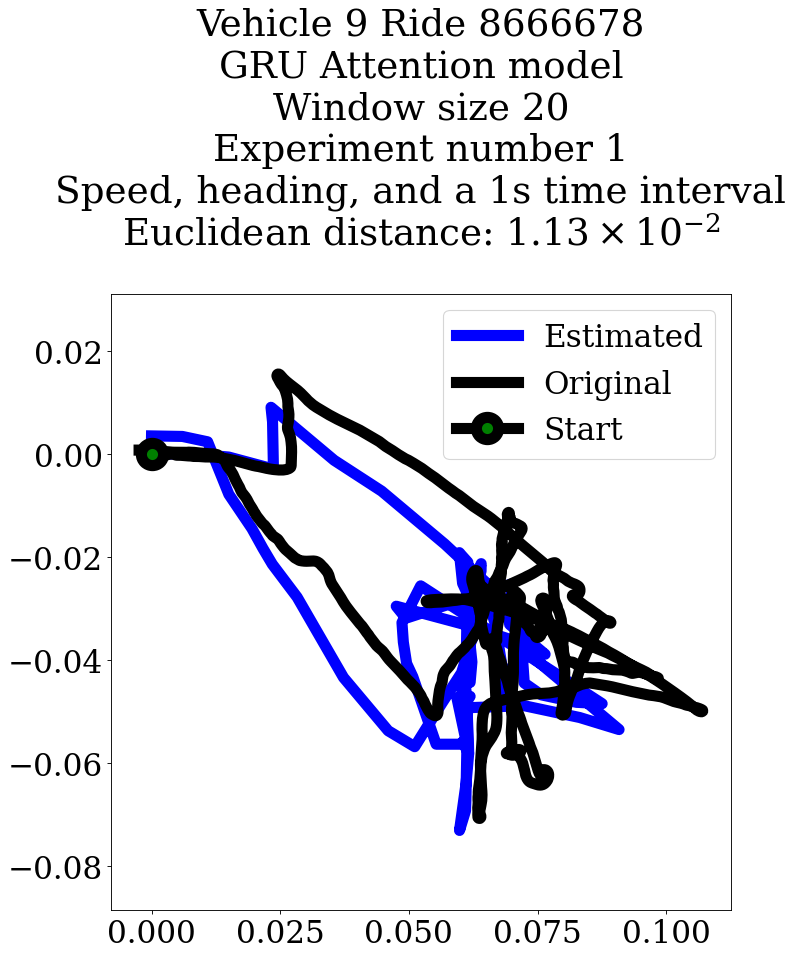 Vehicle 9 Ride 8666678
GRU Attention model
Window size 20
Experiment number 1
Speed, heading, and a 1s time interval
Euclidean distance: 1.13 × 10⁻²
Estimated
Original
Start
0.02
0.00
−0.02
−0.04
−0.06
−0.08
0.000 0.025 0.050 0.075 0.100